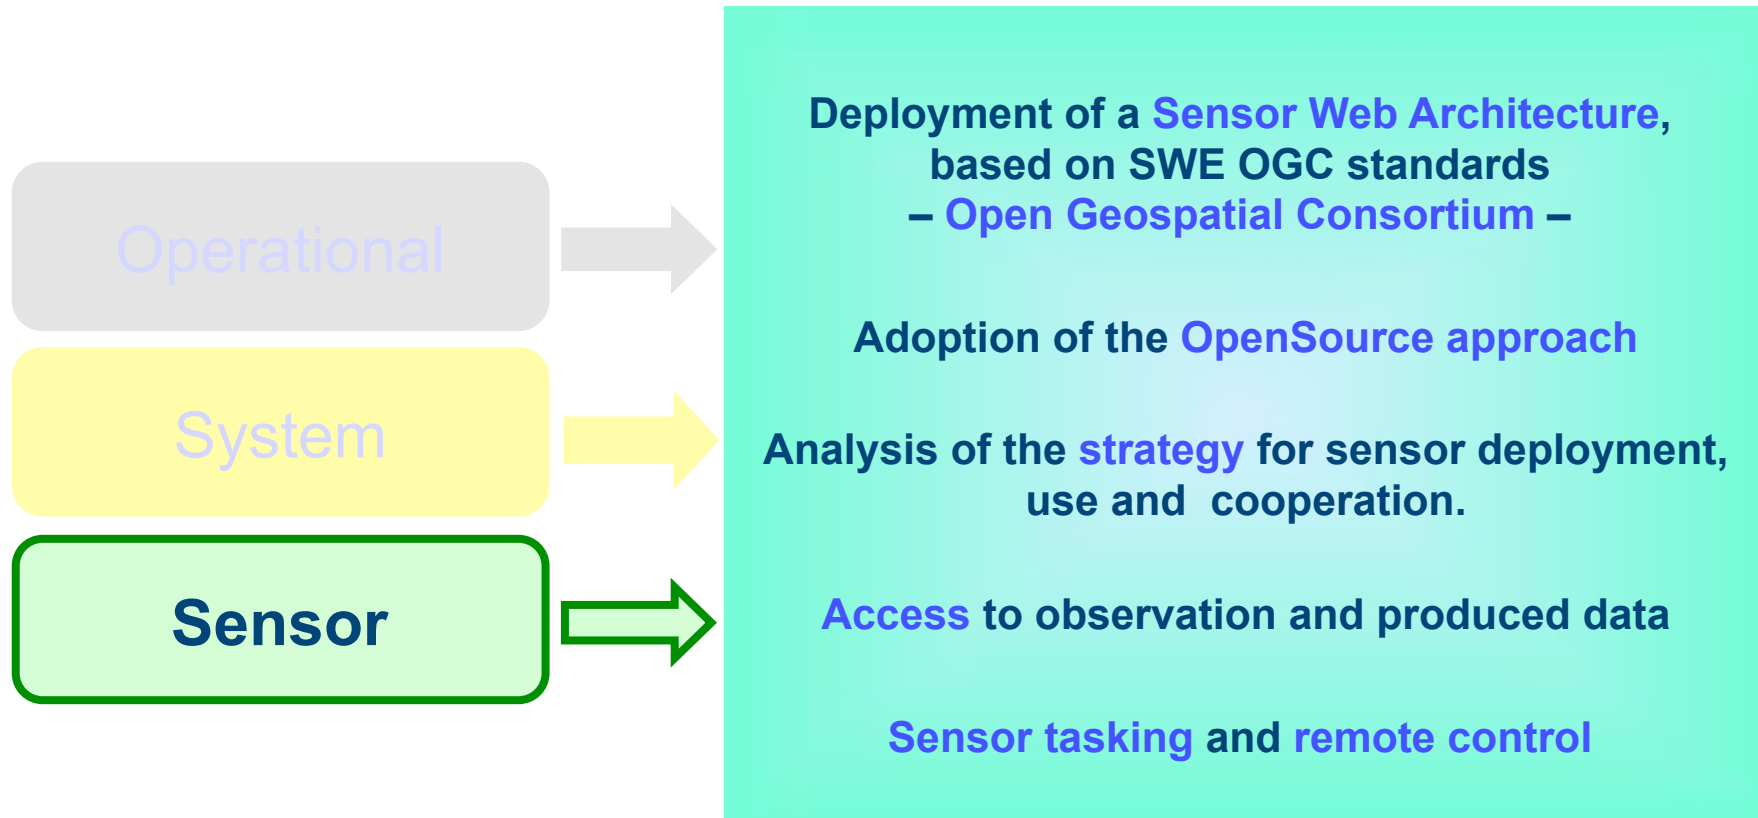 Operational
System
Sensor
Deployment of a Sensor Web Architecture,
based on SWE OGC standards
– Open Geospatial Consortium –
Adoption of the OpenSource approach
Analysis of the strategy for sensor deployment,
use and  cooperation.
Access to observation and produced data
Sensor tasking and remote control